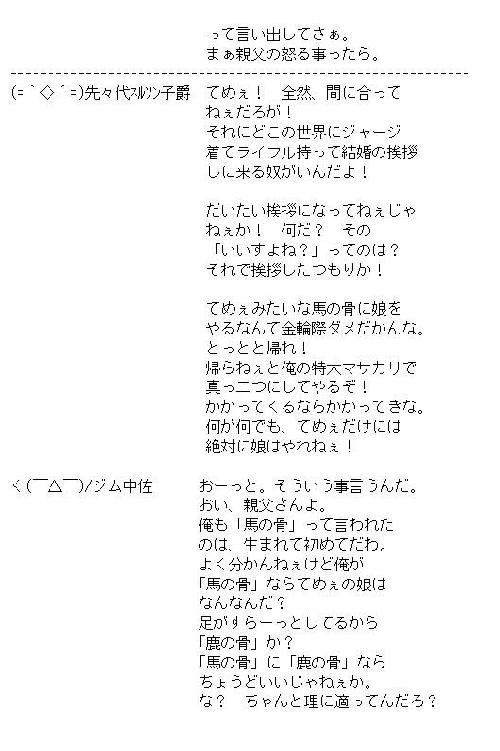 って言い出してさぁ。
まぁ親父の怒る事ったら。
(=｀◇´=)先々代ｽﾙﾂﾝ子爵　てめぇ！　全然、間に合って
ねぇだろが！
それにどこの世界にジャージ
着てライフル持って結婚の挨拶
しに来る奴がいんだよ！
だいたい挨拶になってねぇじゃ
ねぇか！　何だ？　その
「いいすよね？」ってのは？
それで挨拶したつもりか！
てめぇみたいな馬の骨に娘を
やるなんて金輪際ダメだかんな。
とっとと帰れ！
帰らねぇと俺の特大マサカリで
真っ二つにしてやるぞ！
かかってくるならかかってきな。
何が何でも、てめぇだけには
絶対に娘はやれねぇ！
く(￣△￣)/ジム中佐　おーっと。そういう事言うんだ。
おい、親父さんよ。
俺も「馬の骨」って言われた
のは、生まれて初めてだわ。
よく分かんねぇけど俺が
「馬の骨」ならてめぇの娘は
なんなんだ？
足がすらーっとしてるから
「鹿の骨」か？
「馬の骨」に「鹿の骨」なら
ちょうどいいじゃねぇか。
な？　ちゃんと理に適ってんだろ？